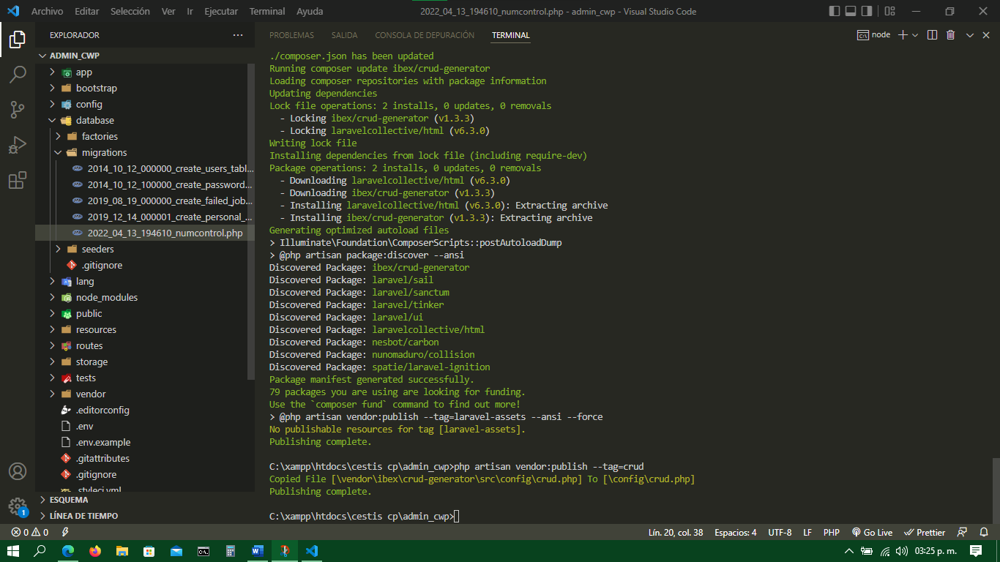 Archivo Editar Selección Ver Ir Ejecutar Terminal Ayuda 2022_04_13_194610_numcontrol.php - admin_cwp - Visual Studio Code
EXPLORADOR
ADMIN_CWP
app
bootstrap
config
database
factories
migrations
2014_10_12_000000_create_users_tabl...
2014_10_12_100000_create_password...
2019_08_19_000000_create_failed_job...
2019_12_14_000001_create_personal_...
2022_04_13_194610_numcontrol.php
seeders
.gitignore
lang
node_modules
public
resources
routes
storage
tests
vendor
.editorconfig
.env
.env.example
.gitattributes
.gitignore
.styleci.yml
ESQUEMA
LÍNEA DE TIEMPO
PROBLEMAS SALIDA CONSOLA DE DEPURACIÓN TERMINAL node
./composer.json has been updated
Running composer update ibex/crud-generator
Loading composer repositories with package information
Updating dependencies
Lock file operations: 2 installs, 0 updates, 0 removals
- Locking ibex/crud-generator (v1.3.3)
- Locking laravelcollective/html (v6.3.0)
Writing lock file
Installing dependencies from lock file (including require-dev)
Package operations: 2 installs, 0 updates, 0 removals
- Downloading laravelcollective/html (v6.3.0)
- Downloading ibex/crud-generator (v1.3.3)
- Installing laravelcollective/html (v6.3.0): Extracting archive
- Installing ibex/crud-generator (v1.3.3): Extracting archive
Generating optimized autoload files
> Illuminate\Foundation\ComposerScripts::postAutoloadDump
> @php artisan package:discover --ansi
Discovered Package: ibex/crud-generator
Discovered Package: laravel/sail
Discovered Package: laravel/sanctum
Discovered Package: laravel/tinker
Discovered Package: laravel/ui
Discovered Package: laravelcollective/html
Discovered Package: nesbot/carbon
Discovered Package: nunomaduro/collision
Discovered Package: spatie/laravel-ignition
Package manifest generated successfully.
79 packages you are using are looking for funding.
Use the `composer fund` command to find out more!
> @php artisan vendor:publish --tag=laravel-assets --ansi --force
No publishable resources for tag [laravel-assets].
Publishing complete.
C:\xampp\htdocs\cestis cp\admin_cwp>php artisan vendor:publish --tag=crud
Copied File [\vendor\ibex\crud-generator\src\config\crud.php] To [\config\crud.php]
Publishing complete.
C:\xampp\htdocs\cestis cp\admin_cwp>
1
0 0 Lín. 20, col. 38 Espacios: 4 UTF-8 LF PHP Go Live Prettier
03:25 p. m.